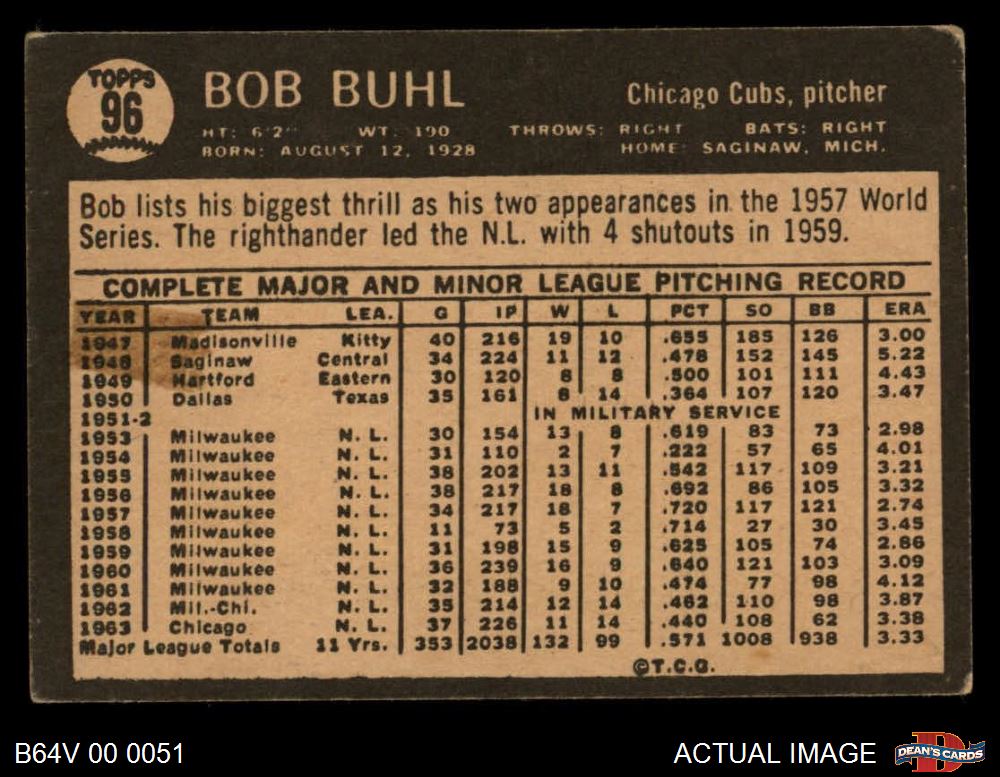 TOPPS
96
BOB BUHL
Chicago Cubs, pitcher
HT: 6'2" WT: 190 THROWS: RIGHT BATS: RIGHT
BORN: AUGUST 12, 1928 HOME: SAGINAW, MICH.
Bob lists his biggest thrill as his two appearances in the 1957 World
Series. The righthander led the N.L. with 4 shutouts in 1959.
COMPLETE MAJOR AND MINOR LEAGUE PITCHING RECORD
YEAR TEAM LEA. G IP W L PCT SO BB ERA
1947 Madisonville Kitty 40 216 19 10 .655 185 126 3.00
1948 Saginaw Central 34 224 11 12 .478 152 145 5.22
1949 Hartford Eastern 30 120 8 8 .500 101 111 4.43
1950 Dallas Texas 35 161 8 14 .364 107 120 3.47
1951-2 IN MILITARY SERVICE
1953 Milwaukee N. L. 30 154 13 8 .619 83 73 2.98
1954 Milwaukee N. L. 31 110 2 7 .222 57 65 4.01
1955 Milwaukee N. L. 38 202 13 11 .542 117 109 3.21
1956 Milwaukee N. L. 38 217 18 8 .692 86 105 3.32
1957 Milwaukee N. L. 34 217 18 7 .720 117 121 2.74
1958 Milwaukee N. L. 11 73 5 2 .714 27 30 3.45
1959 Milwaukee N. L. 31 198 15 9 .625 105 74 2.86
1960 Milwaukee N. L. 36 239 16 9 .640 121 103 3.09
1961 Milwaukee N. L. 32 188 9 10 .474 77 98 4.12
1962 Mil.-Chi. N. L. 35 214 12 14 .462 110 98 3.87
1963 Chicago N. L. 37 226 11 14 .440 108 62 3.38
Major League Totals 11 Yrs. 353 2038 132 99 .571 1008 938 3.33
©T.C.G.
B64V 00 0051
ACTUAL IMAGE
DEAN'S CARDS